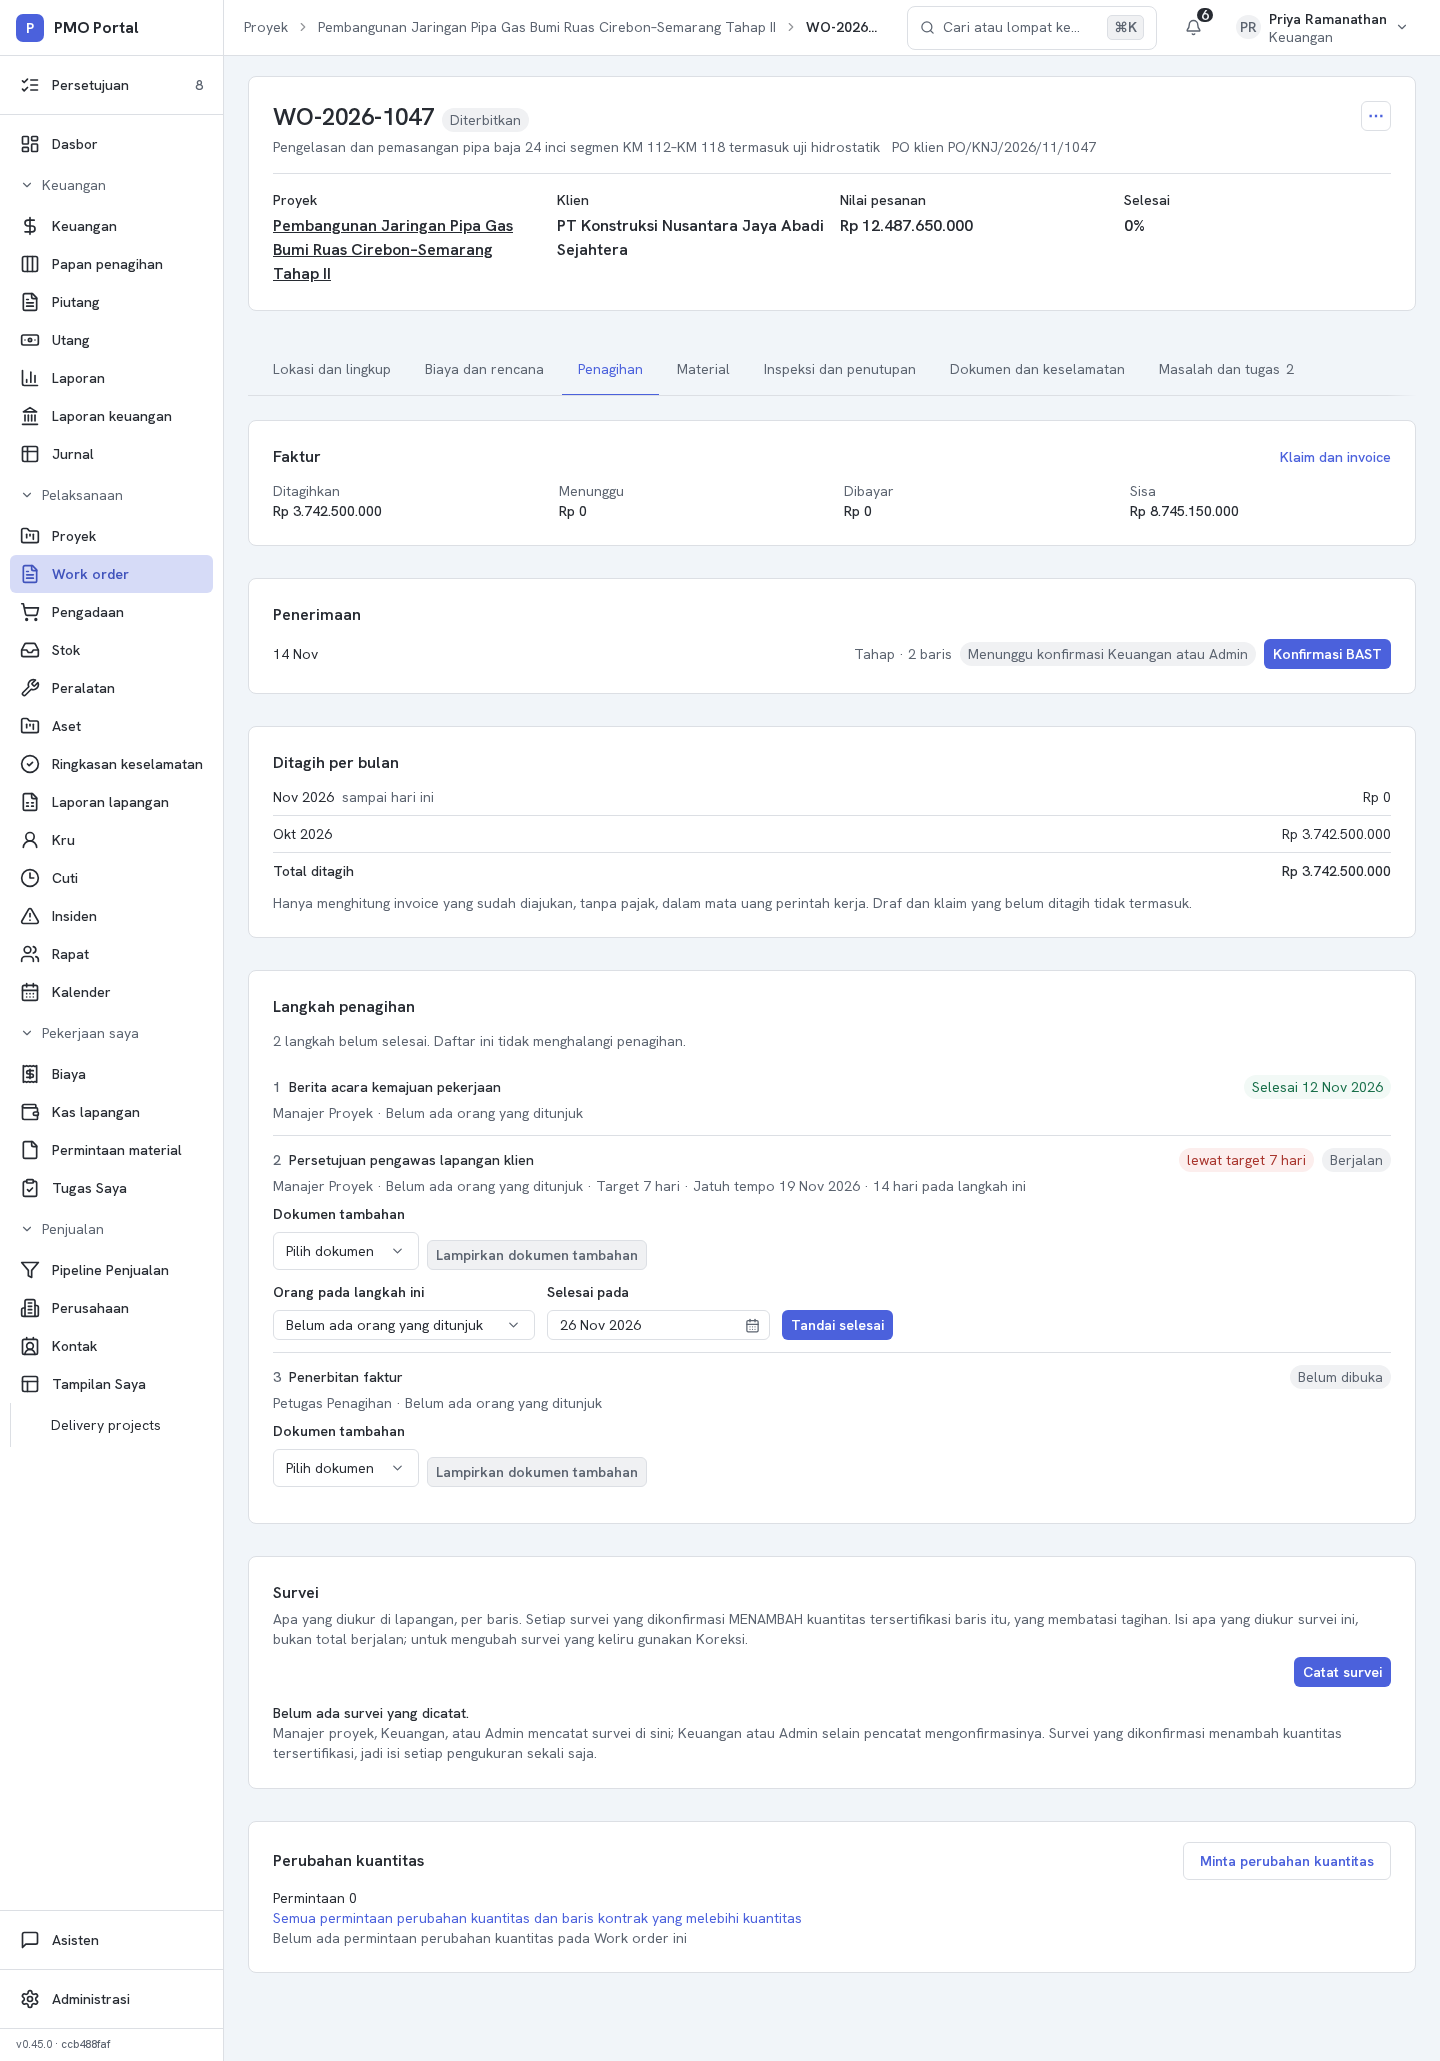 P PMO Portal
Proyek > Pembangunan Jaringan Pipa Gas Bumi Ruas Cirebon–Semarang Tahap II > WO-2026...
Cari atau lompat ke... ⌘K
6
PR Priya Ramanathan
Keuangan
Persetujuan 8
Dasbor
Keuangan
Keuangan
Papan penagihan
Piutang
Utang
Laporan
Laporan keuangan
Jurnal
Pelaksanaan
Proyek
Work order
Pengadaan
Stok
Peralatan
Aset
Ringkasan keselamatan
Laporan lapangan
Kru
Cuti
Insiden
Rapat
Kalender
Pekerjaan saya
Biaya
Kas lapangan
Permintaan material
Tugas Saya
Penjualan
Pipeline Penjualan
Perusahaan
Kontak
Tampilan Saya
Delivery projects
Asisten
Administrasi
v0.45.0 · ccb488faf
WO-2026-1047 Diterbitkan
Pengelasan dan pemasangan pipa baja 24 inci segmen KM 112–KM 118 termasuk uji hidrostatik PO klien PO/KNJ/2026/11/1047
Proyek Klien Nilai pesanan Selesai
Pembangunan Jaringan Pipa Gas PT Konstruksi Nusantara Jaya Abadi Rp 12.487.650.000 0%
Bumi Ruas Cirebon–Semarang Sejahtera
Tahap II
Lokasi dan lingkup Biaya dan rencana Penagihan Material Inspeksi dan penutupan Dokumen dan keselamatan Masalah dan tugas 2
Faktur Klaim dan invoice
Ditagihkan Menunggu Dibayar Sisa
Rp 3.742.500.000 Rp 0 Rp 0 Rp 8.745.150.000
Penerimaan
14 Nov Tahap · 2 baris Menunggu konfirmasi Keuangan atau Admin Konfirmasi BAST
Ditagih per bulan
Nov 2026 sampai hari ini Rp 0
Okt 2026 Rp 3.742.500.000
Total ditagih Rp 3.742.500.000
Hanya menghitung invoice yang sudah diajukan, tanpa pajak, dalam mata uang perintah kerja. Draf dan klaim yang belum ditagih tidak termasuk.
Langkah penagihan
2 langkah belum selesai. Daftar ini tidak menghalangi penagihan.
1 Berita acara kemajuan pekerjaan Selesai 12 Nov 2026
Manajer Proyek · Belum ada orang yang ditunjuk
2 Persetujuan pengawas lapangan klien lewat target 7 hari Berjalan
Manajer Proyek · Belum ada orang yang ditunjuk · Target 7 hari · Jatuh tempo 19 Nov 2026 · 14 hari pada langkah ini
Dokumen tambahan
Pilih dokumen Lampirkan dokumen tambahan
Orang pada langkah ini Selesai pada
Belum ada orang yang ditunjuk 26 Nov 2026 Tandai selesai
3 Penerbitan faktur Belum dibuka
Petugas Penagihan · Belum ada orang yang ditunjuk
Dokumen tambahan
Pilih dokumen Lampirkan dokumen tambahan
Survei
Apa yang diukur di lapangan, per baris. Setiap survei yang dikonfirmasi MENAMBAH kuantitas tersertifikasi baris itu, yang membatasi tagihan. Isi apa yang diukur survei ini,
bukan total berjalan; untuk mengubah survei yang keliru gunakan Koreksi.
Catat survei
Belum ada survei yang dicatat.
Manajer proyek, Keuangan, atau Admin mencatat survei di sini; Keuangan atau Admin selain pencatat mengonfirmasinya. Survei yang dikonfirmasi menambah kuantitas
tersertifikasi, jadi isi setiap pengukuran sekali saja.
Perubahan kuantitas Minta perubahan kuantitas
Permintaan 0
Semua permintaan perubahan kuantitas dan baris kontrak yang melebihi kuantitas
Belum ada permintaan perubahan kuantitas pada Work order ini